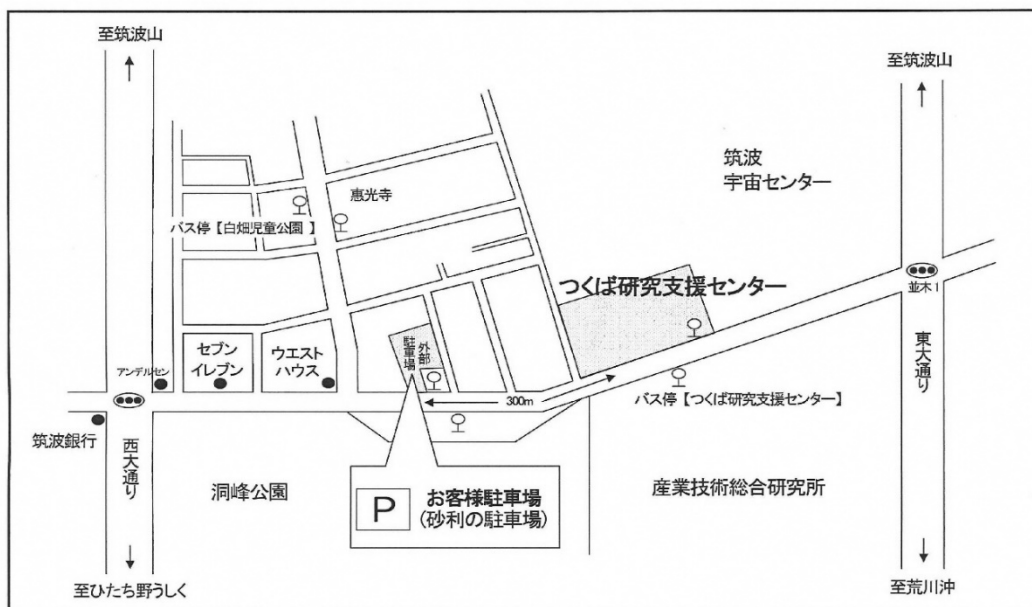 至筑波山
至筑波山
筑波
宇宙センター
恵光寺
バス停【白畑児童公園】
つくば研究支援センター
並木1
東大通り
セブン
イレブン
ウエスト
ハウス
外部
駐車場
アンデルセン
300m
バス停【つくば研究支援センター】
筑波銀行
西大通り
洞峰公園
P
お客様駐車場
(砂利の駐車場)
産業技術総合研究所
至ひたち野うしく
至荒川沖